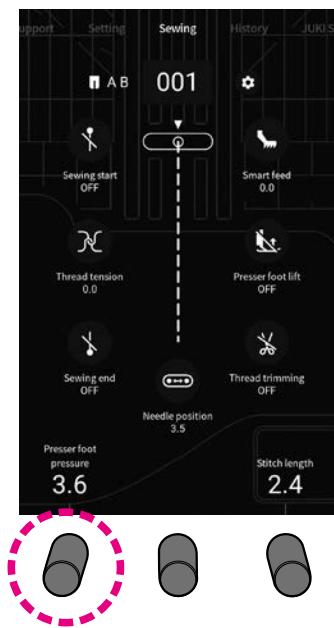 Support Setting Sewing History JUKI S
A B 001
Sewing start
OFF
Smart feed
0.0
Thread tension
0.0
Presser foot lift
OFF
Sewing end
OFF
Thread trimming
OFF
Needle position
3.5
Presser foot
pressure
3.6
Stitch length
2.4